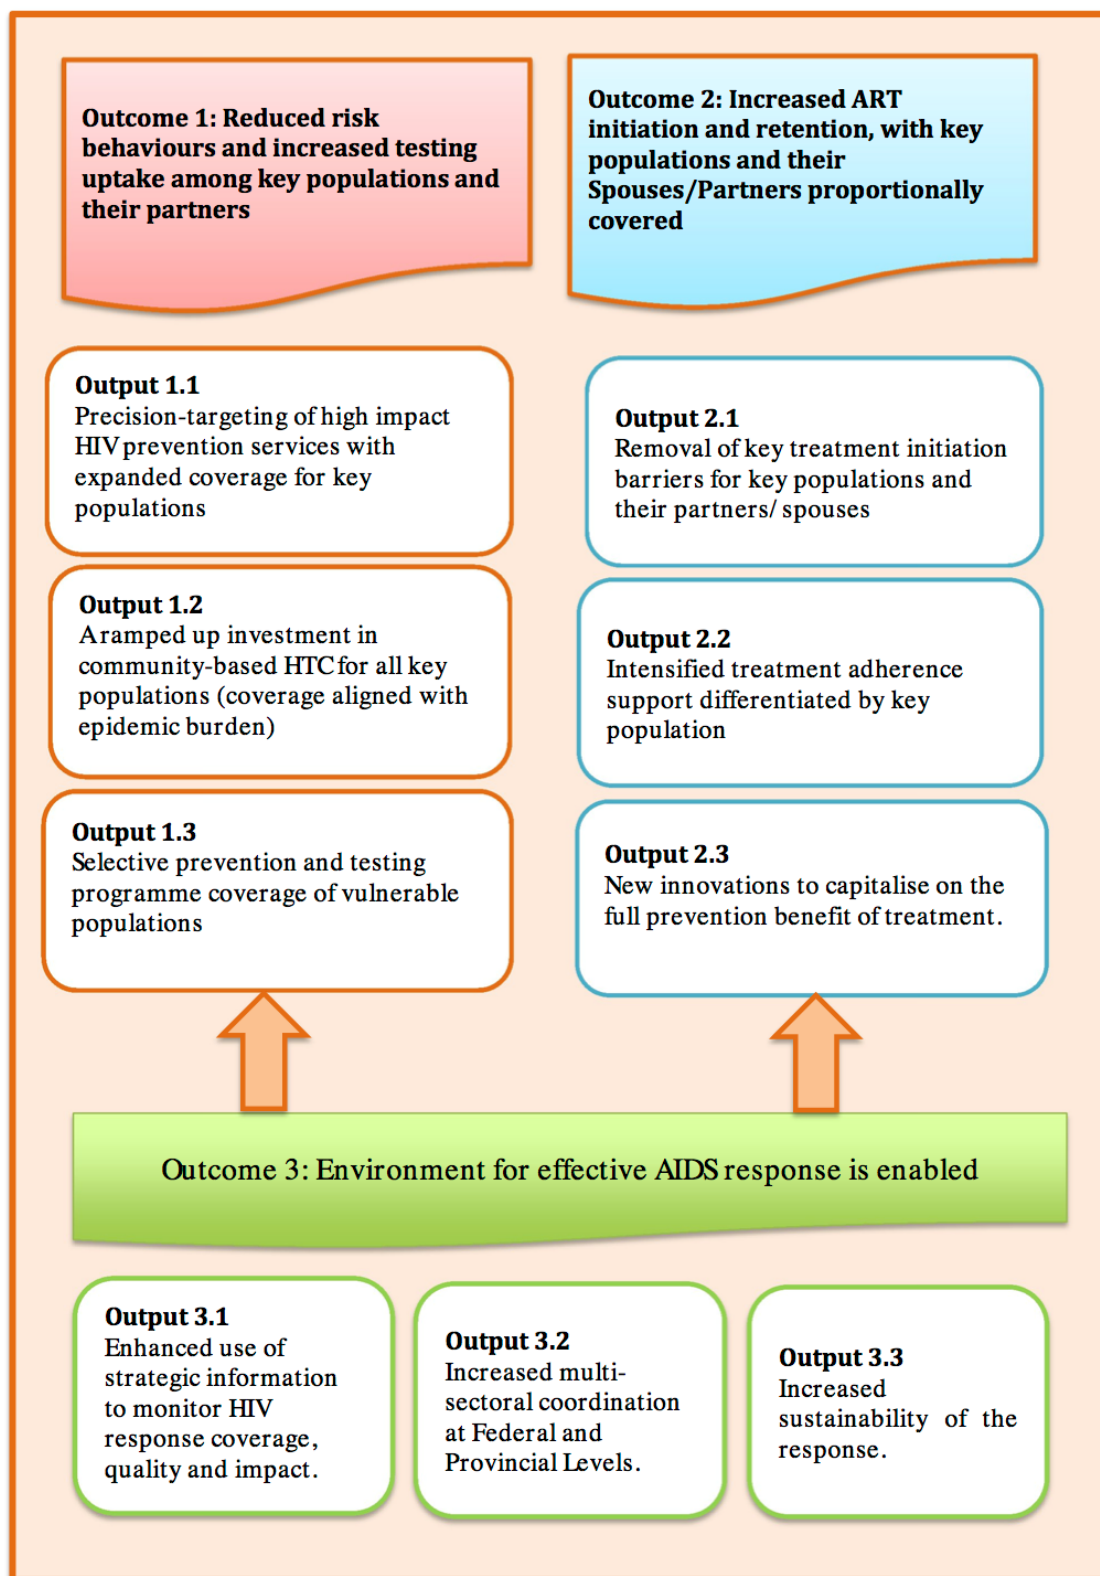 Outcome 1: Reduced risk
behaviours and increased testing
uptake among key populations and
their partners
Outcome 2: Increased ART
initiation and retention, with key
populations and their
Spouses/Partners proportionally
covered
Output 1.1
Precision-targeting of high impact
HIV prevention services with
expanded coverage for key
populations
Output 1.2
A ramped up investment in
community-based HTC for all key
populations (coverage aligned with
epidemic burden)
Output 1.3
Selective prevention and testing
programme coverage of vulnerable
populations
Output 2.1
Removal of key treatment initiation
barriers for key populations and
their partners/ spouses
Output 2.2
Intensified treatment adherence
support differentiated by key
population
Output 2.3
New innovations to capitalise on the
full prevention benefit of treatment.
Outcome 3: Environment for effective AIDS response is enabled
Output 3.1
Enhanced use of
strategic information
to monitor HIV
response coverage,
quality and impact.
Output 3.2
Increased multi-
sectoral coordination
at Federal and
Provincial Levels.
Output 3.3
Increased
sustainability of the
response.